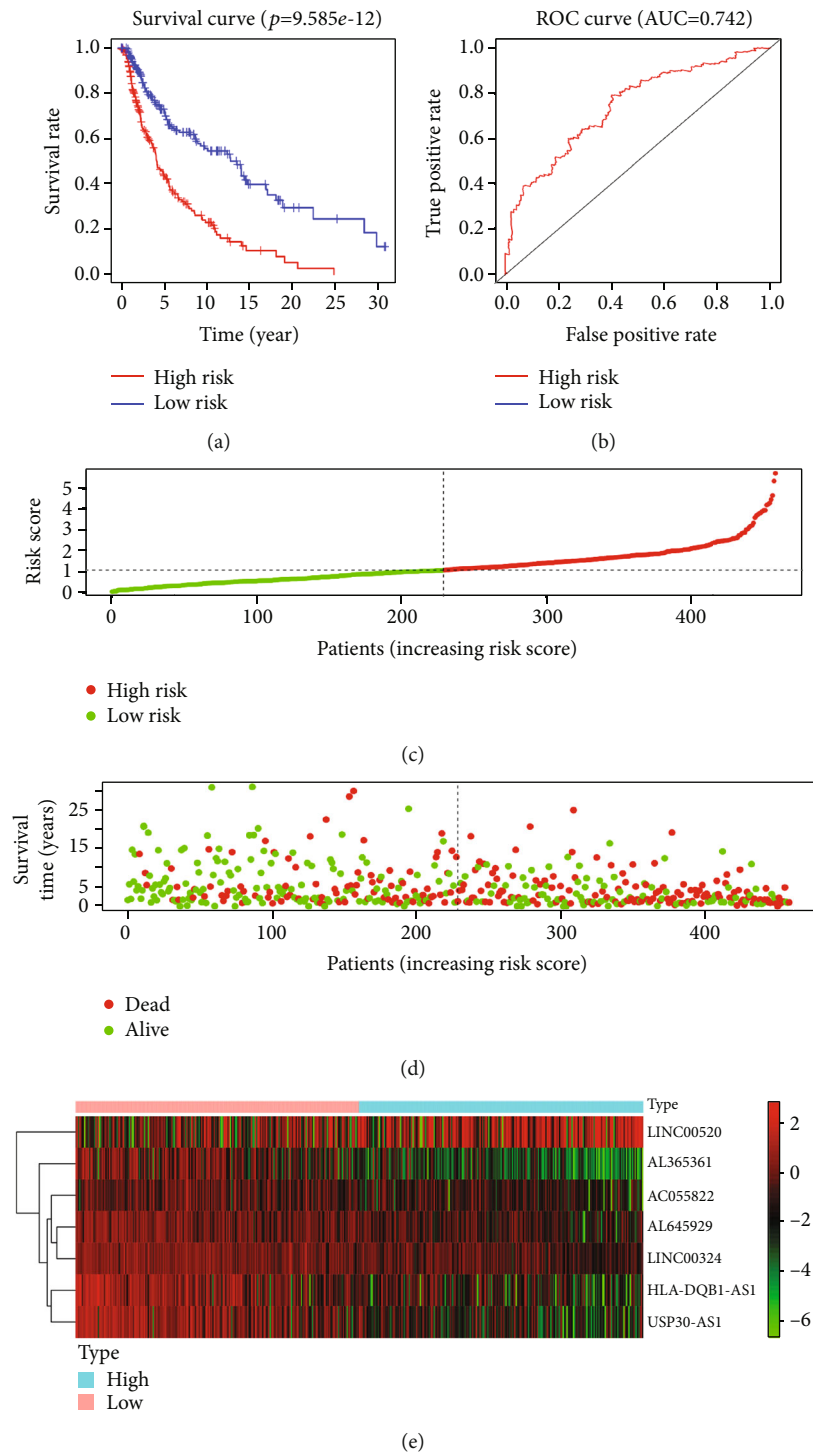 Survival curve (p=9.585e-12)
1.0
0.8
0.6
0.4
0.2
0.0
Survival rate
0 5 10 15 20 25 30
Time (year)
High risk
Low risk
(a)
ROC curve (AUC=0.742)
1.0
0.8
0.6
0.4
0.2
0.0
True positive rate
0.0 0.2 0.4 0.6 0.8 1.0
False positive rate
High risk
Low risk
(b)
5
4
3
2
1
0
Risk score
0 100 200 300 400
Patients (increasing risk score)
High risk
Low risk
(c)
25
15
5
0
Survival
time (years)
0 100 200 300 400
Patients (increasing risk score)
Dead
Alive
(d)
Type
LINC00520
AL365361
AC055822
AL645929
LINC00324
HLA-DQB1-AS1
USP30-AS1
2
0
−2
−4
−6
Type
High
Low
(e)